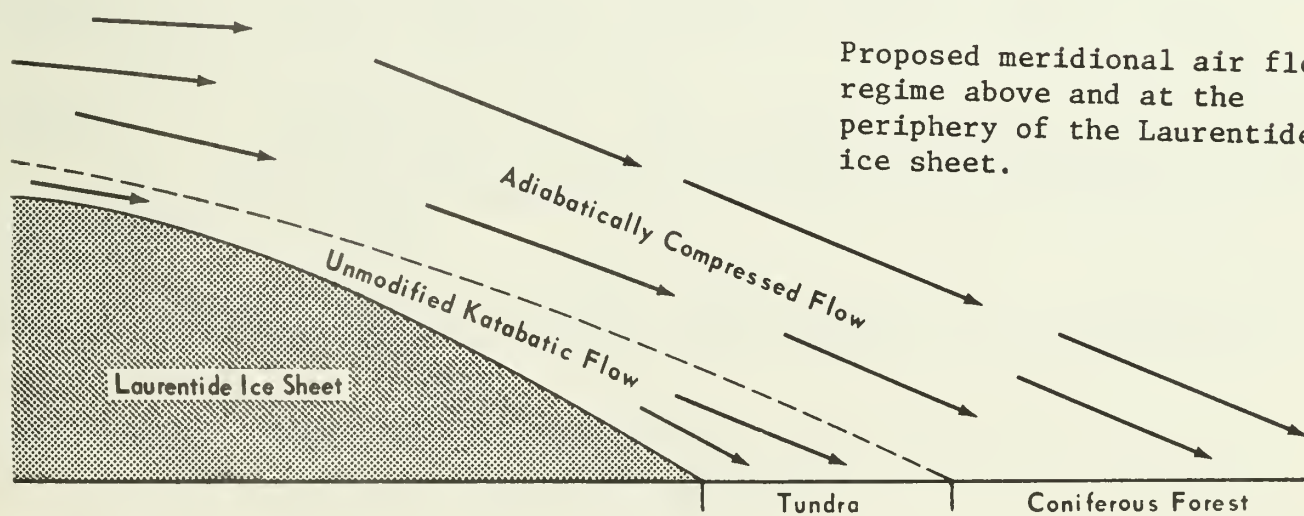 Proposed meridional air flo
regime above and at the
periphery of the Laurentide
ice sheet.
Adiabatically Compressed Flow
Unmodified Katabatic Flow
Laurentide Ice Sheet
Tundra
Coniferous Forest